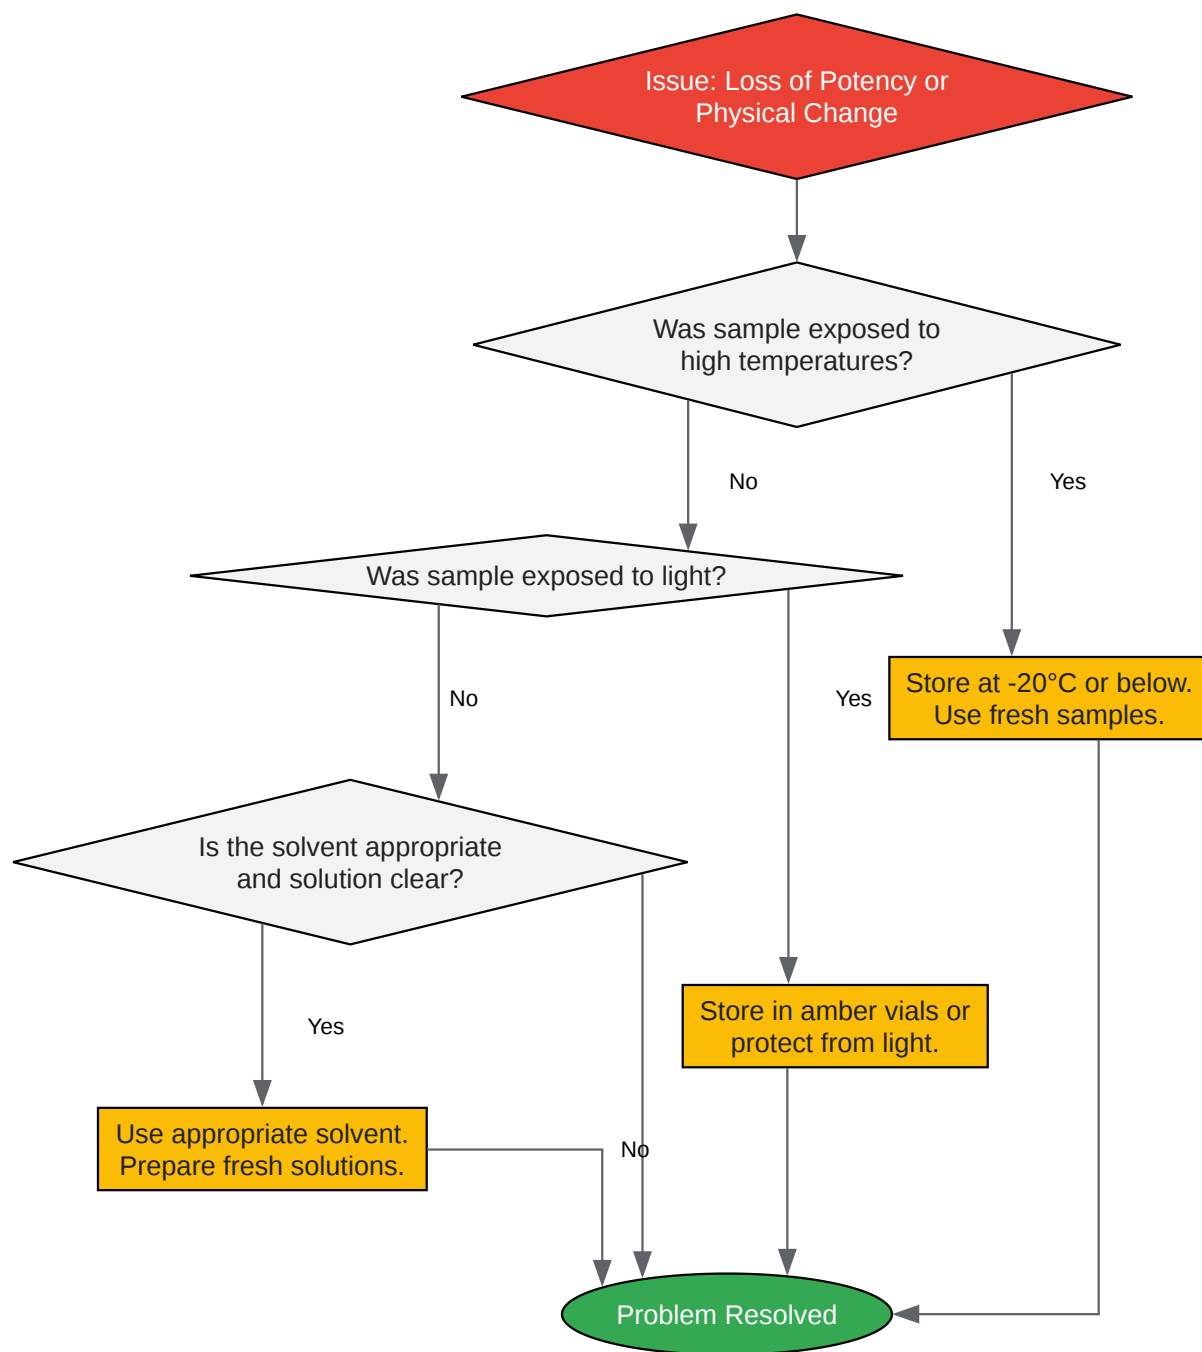 Issue: Loss of Potency or
Physical Change
Was sample exposed to
high temperatures?
No
Yes
Was sample exposed to light?
No
Yes
Store at -20°C or below.
Use fresh samples.
Is the solvent appropriate
and solution clear?
Yes
Store in amber vials or
protect from light.
Use appropriate solvent.
Prepare fresh solutions.
No
Problem Resolved